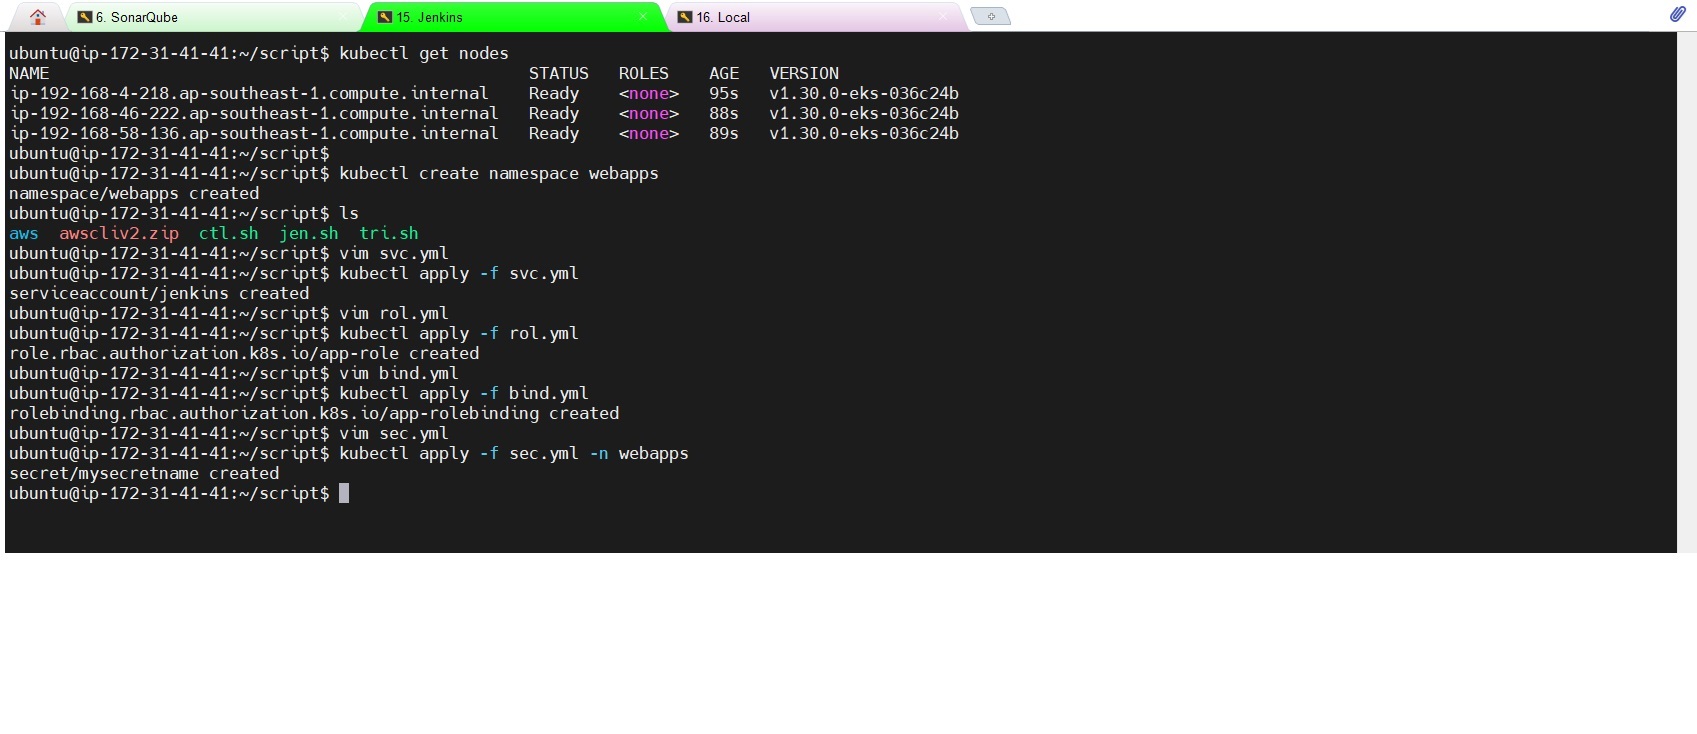 6. SonarQube
15. Jenkins
16. Local
ubuntu@ip-172-31-41-41:~/script$ kubectl get nodes
NAME STATUS ROLES AGE VERSION
ip-192-168-4-218.ap-southeast-1.compute.internal Ready <none> 95s v1.30.0-eks-036c24b
ip-192-168-46-222.ap-southeast-1.compute.internal Ready <none> 88s v1.30.0-eks-036c24b
ip-192-168-58-136.ap-southeast-1.compute.internal Ready <none> 89s v1.30.0-eks-036c24b
ubuntu@ip-172-31-41-41:~/script$
ubuntu@ip-172-31-41-41:~/script$ kubectl create namespace webapps
namespace/webapps created
ubuntu@ip-172-31-41-41:~/script$ ls
aws awscliv2.zip ctl.sh jen.sh tri.sh
ubuntu@ip-172-31-41-41:~/script$ vim svc.yml
ubuntu@ip-172-31-41-41:~/script$ kubectl apply -f svc.yml
serviceaccount/jenkins created
ubuntu@ip-172-31-41-41:~/script$ vim rol.yml
ubuntu@ip-172-31-41-41:~/script$ kubectl apply -f rol.yml
role.rbac.authorization.k8s.io/app-role created
ubuntu@ip-172-31-41-41:~/script$ vim bind.yml
ubuntu@ip-172-31-41-41:~/script$ kubectl apply -f bind.yml
rolebinding.rbac.authorization.k8s.io/app-rolebinding created
ubuntu@ip-172-31-41-41:~/script$ vim sec.yml
ubuntu@ip-172-31-41-41:~/script$ kubectl apply -f sec.yml -n webapps
secret/mysecretname created
ubuntu@ip-172-31-41-41:~/script$